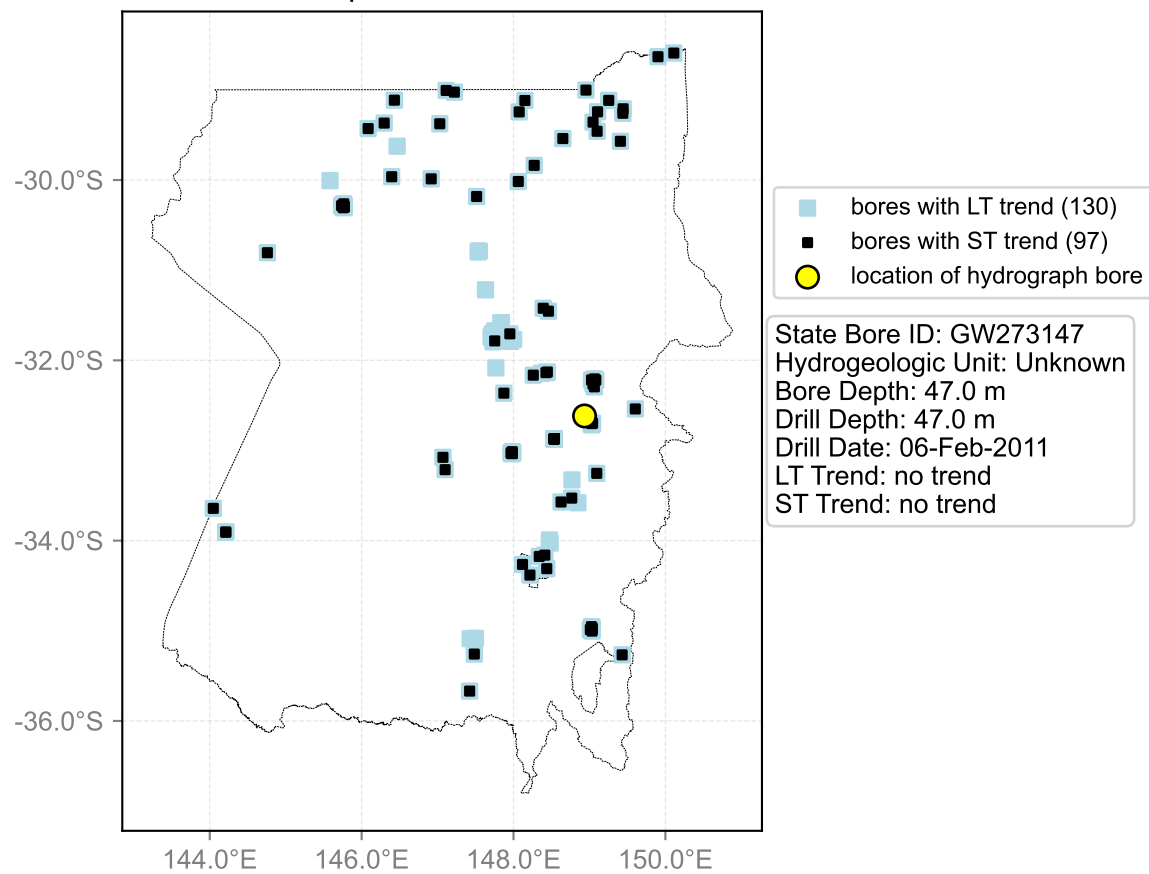 -30.0°S
-32.0°S
-34.0°S
-36.0°S
144.0°E
146.0°E
148.0°E
150.0°E
bores with LT trend (130)
bores with ST trend (97)
location of hydrograph bore
State Bore ID: GW273147
Hydrogeologic Unit: Unknown
Bore Depth: 47.0 m
Drill Depth: 47.0 m
Drill Date: 06-Feb-2011
LT Trend: no trend
ST Trend: no trend